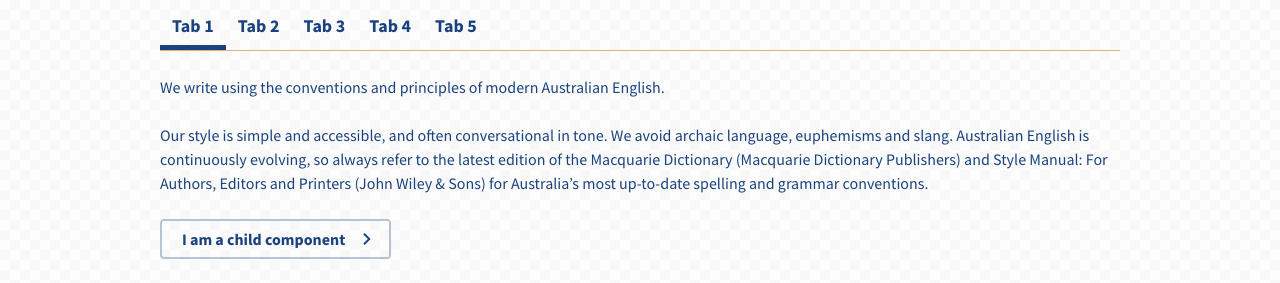 Tab 1 Tab 2 Tab 3 Tab 4 Tab 5
We write using the conventions and principles of modern Australian English.
Our style is simple and accessible, and often conversational in tone. We avoid archaic language, euphemisms and slang. Australian English is
continuously evolving, so always refer to the latest edition of the Macquarie Dictionary (Macquarie Dictionary Publishers) and Style Manual: For
Authors, Editors and Printers (John Wiley & Sons) for Australia’s most up-to-date spelling and grammar conventions.
I am a child component